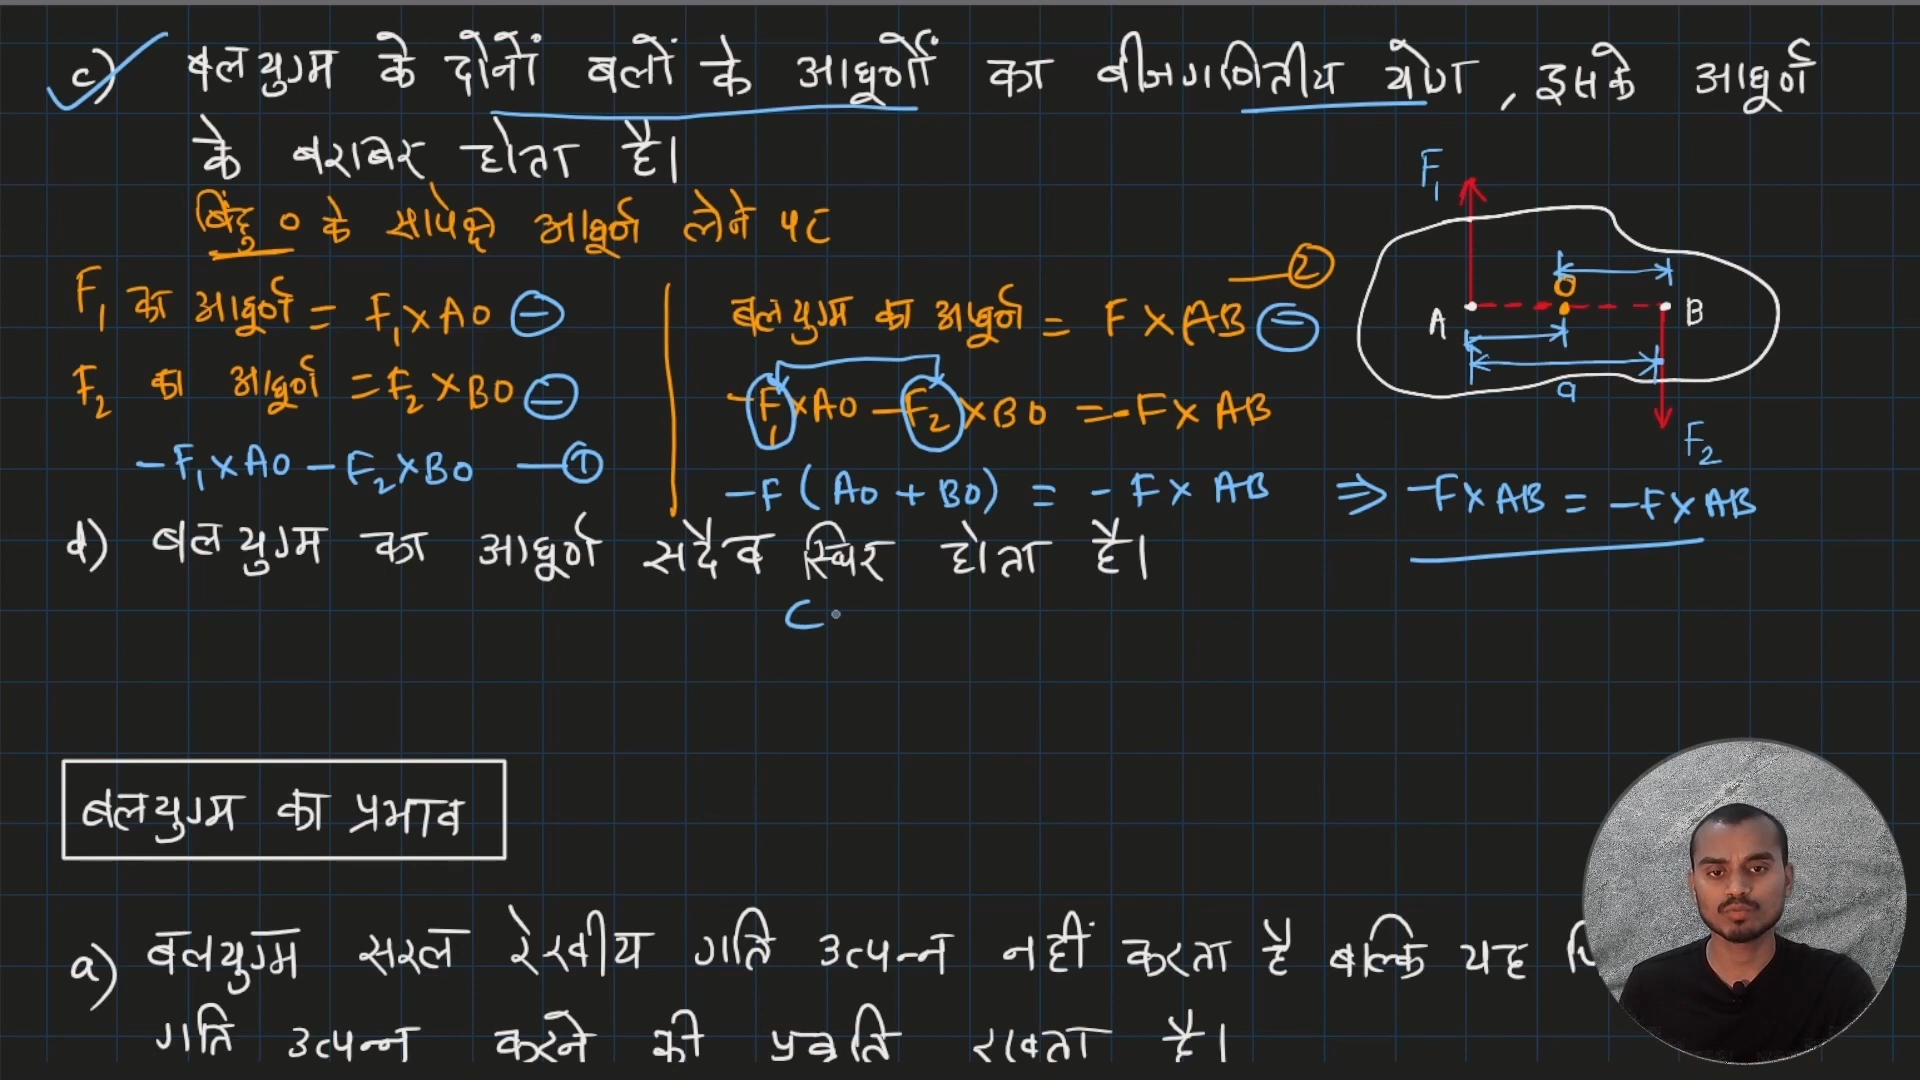 c) बलयुग्म के दोनों बलों के आघूर्णों का बीजगणितीय योग , इसके आघूर्ण
के बराबर होता है।
बिंदु o के सापेक्ष आघूर्ण लेने पर
F₁ का आघूर्ण = F₁ × AO ⊖
F₂ का आघूर्ण = F₂ × BO ⊖
- F₁ × AO - F₂ × BO — ①
— ②
बलयुग्म का आघूर्ण = F × AB ⊖
- F₁ × AO - F₂ × BO = - F × AB
- F ( AO + BO ) = - F × AB ⇒ - F × AB = - F × AB
F₁
O
A
B
a
F₂
d) बलयुग्म का आघूर्ण सदैव स्थिर होता है।
C
बलयुग्म का प्रभाव
a) बलयुग्म सरल रेखीय गति उत्पन्न नहीं करता है बल्कि यह
गति उत्पन्न करने की प्रवृति रखता है।